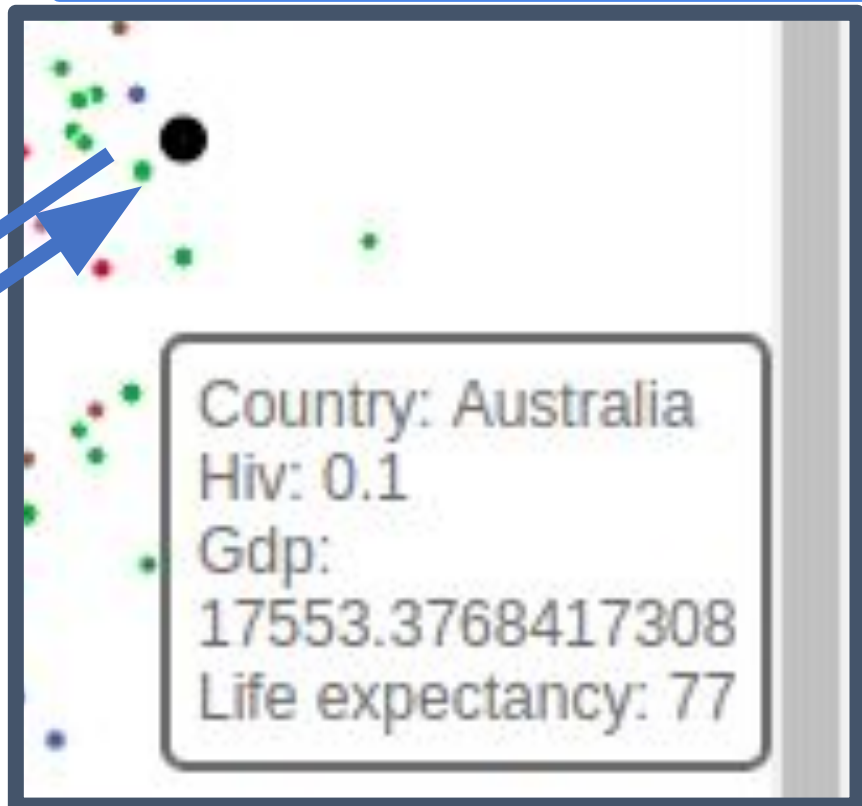 Country: Australia
Hiv: 0.1
Gdp:
17553.3768417308
Life expectancy: 77